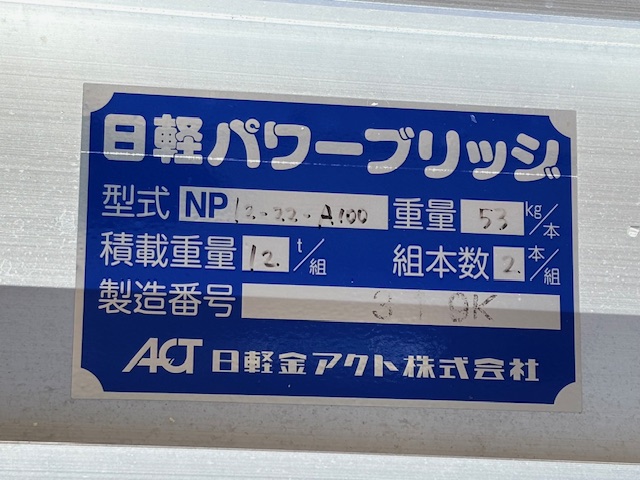 日軽パワーブリッジ
型式 NP 12-22-A100 重量 53 kg/本
積載重量 12. t/組 組本数 2. 本/組
製造番号 3 9K
ACT 日軽金アクト株式会社